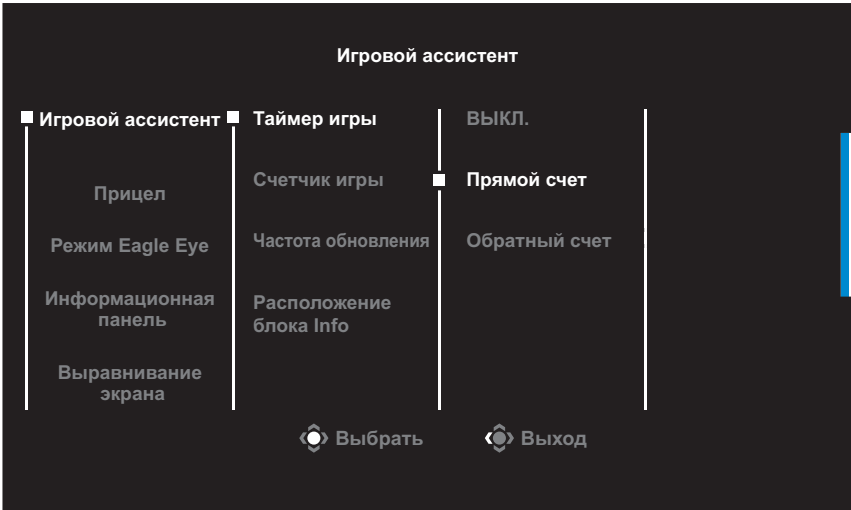 Игровой ассистент
Игровой ассистент
Таймер игры
ВЫКЛ.
Счетчик игры
Прямой счет
Прицел
Режим Eagle Eye
Частота обновления
Обратный счет
Информационная
панель
Расположение
блока Info
Выравнивание
экрана
Выбрать
Выход